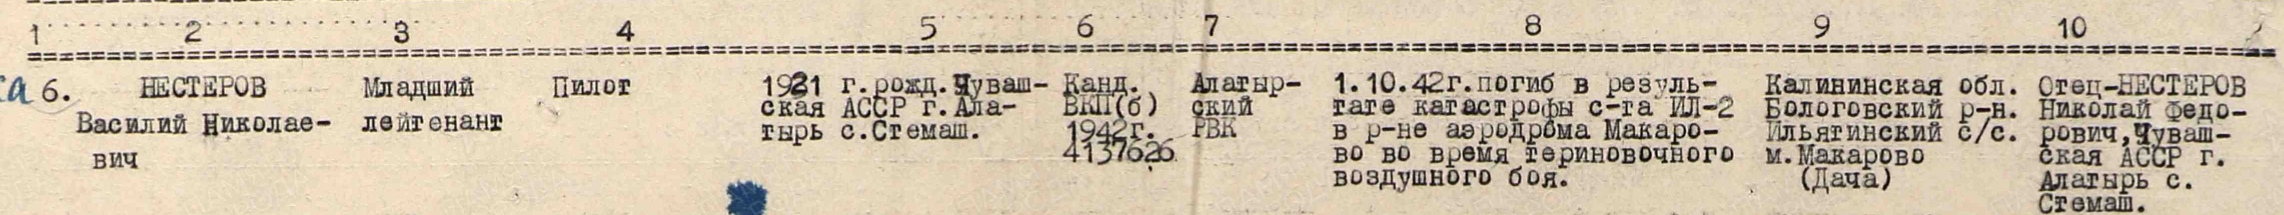 1 2 3 4 5 6 7 8 9 10
ка 6. НЕСТЕРОВ Младший Пилот 1921 г.рожд.Чуваш- Канд. Алатыр- 1.10.42г.погиб в резуль- Калининская обл. Отец-НЕСТЕРОВ
ская АССР г.Ала- ВКП(б) ский тате катастрофы с-та ИЛ-2 Бологовский р-н. Николай Федо-
Василий Николае- лейтенант тырь с.Стемаш. 1942г. РВК в р-не аэродрома Макаро- Ильятинский с/с. рович,Чуваш-
вич 4137626 во во время териновочного м.Макарово ская АССР г.
воздушного боя. (Дача) Алатырь с.
Стемаш.